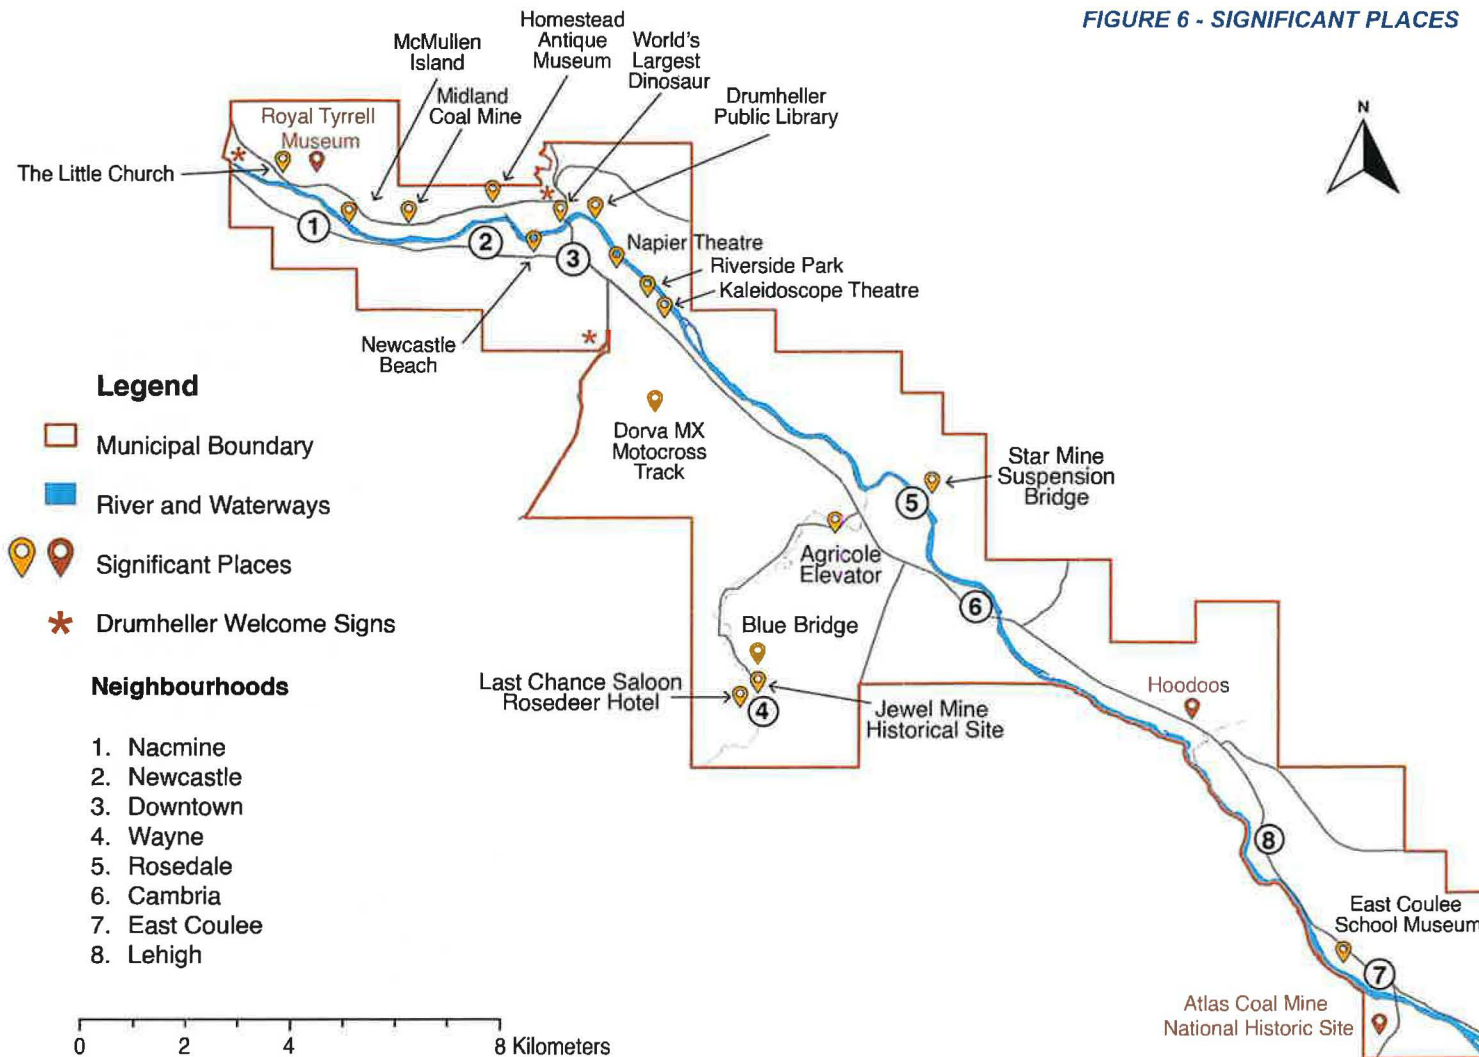 FIGURE 6 - SIGNIFICANT PLACES
Homestead
Antique
Museum
World's
Largest
Dinosaur
McMullen
Island
Midland
Coal Mine
Drumheller
Public Library
N
Royal Tyrrell
Museum
The Little Church
1
2
3
Napier Theatre
Riverside Park
Kaleidoscope Theatre
Newcastle
Beach
Legend
Municipal Boundary
River and Waterways
Significant Places
Drumheller Welcome Signs
Dorva MX
Motocross
Track
Star Mine
Suspension
Bridge
5
Agricole
Elevator
6
Blue Bridge
Last Chance Saloon
Rosedeer Hotel
4
Jewel Mine
Historical Site
Hoodoos
8
East Coulee
School Museum
7
Atlas Coal Mine
National Historic Site
Neighbourhoods
1. Nacmine
2. Newcastle
3. Downtown
4. Wayne
5. Rosedale
6. Cambria
7. East Coulee
8. Lehigh
0 2 4 8 Kilometers